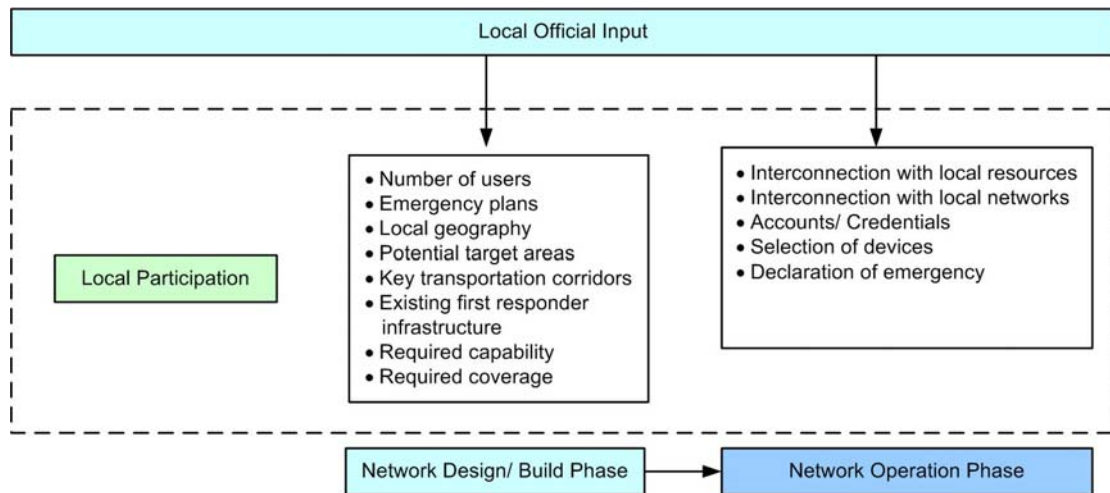 Local Official Input
Local Participation
• Number of users
• Emergency plans
• Local geography
• Potential target areas
• Key transportation corridors
• Existing first responder
infrastructure
• Required capability
• Required coverage
• Interconnection with local resources
• Interconnection with local networks
• Accounts/ Credentials
• Selection of devices
• Declaration of emergency
Network Design/ Build Phase
Network Operation Phase